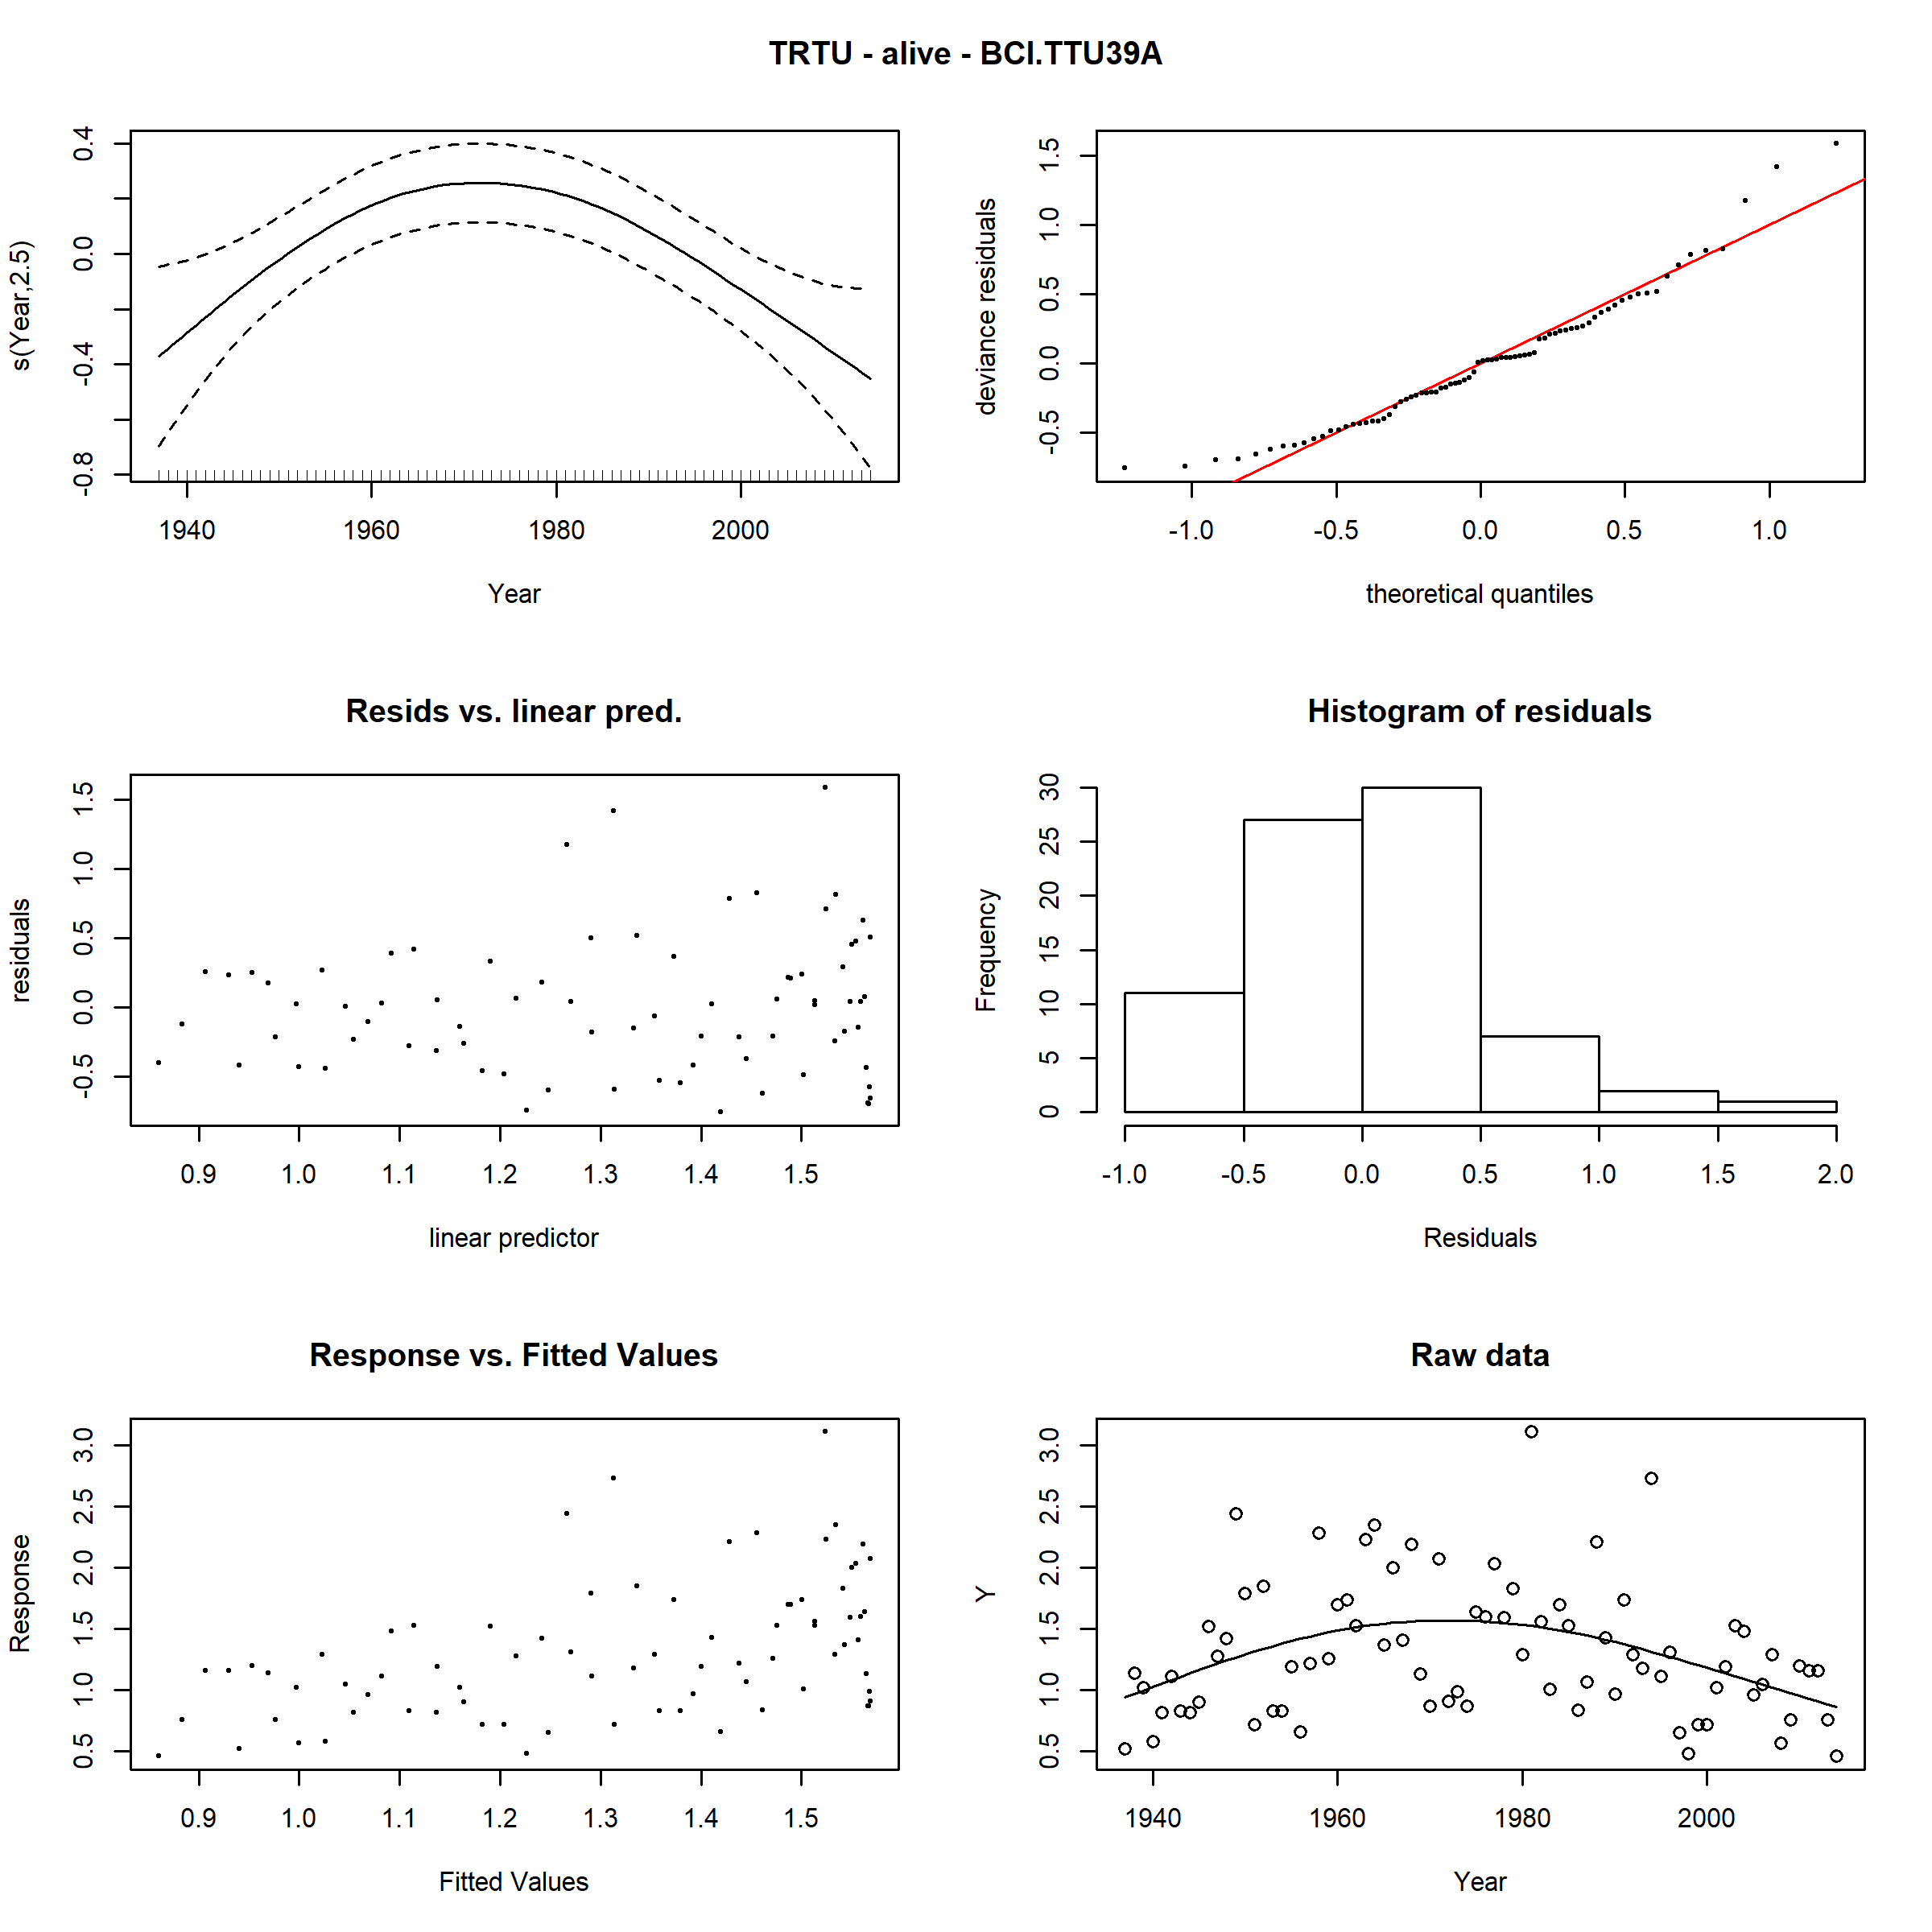 TRTU - alive - BCI.TTU39A
s(Year,2.5)
0.4
0.0
-0.4
-0.8
1940 1960 1980 2000
Year
deviance residuals
1.5
1.0
0.5
0.0
-0.5
-1.0 -0.5 0.0 0.5 1.0
theoretical quantiles
Resids vs. linear pred.
residuals
1.5
1.0
0.5
0.0
-0.5
0.9 1.0 1.1 1.2 1.3 1.4 1.5
linear predictor
Histogram of residuals
Frequency
30
25
20
15
10
5
0
-1.0 -0.5 0.0 0.5 1.0 1.5 2.0
Residuals
Response vs. Fitted Values
Response
3.0
2.5
2.0
1.5
1.0
0.5
0.9 1.0 1.1 1.2 1.3 1.4 1.5
Fitted Values
Raw data
Y
3.0
2.5
2.0
1.5
1.0
0.5
1940 1960 1980 2000
Year